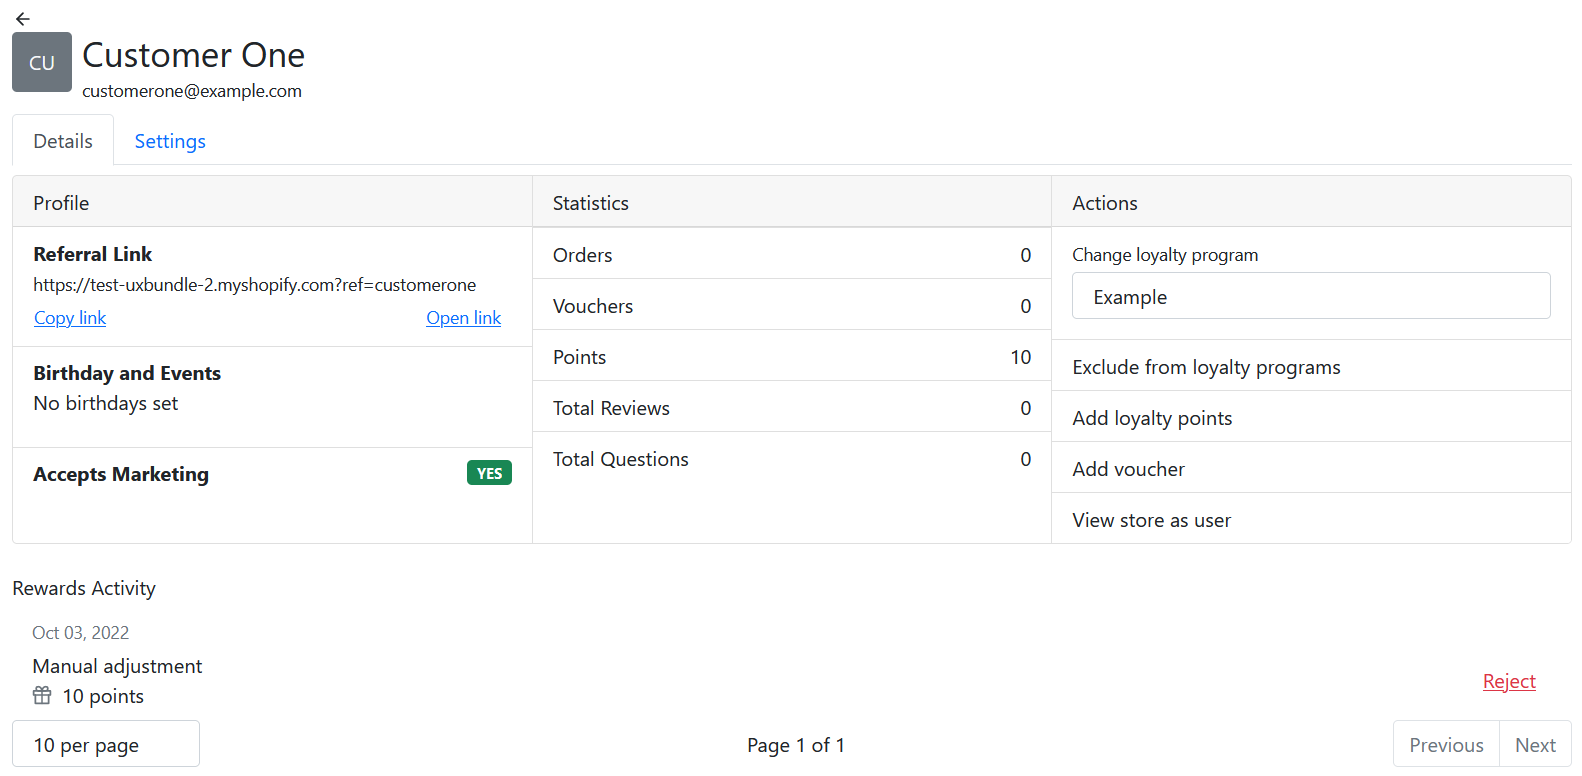 CU
Customer One
customerone@example.com
Details
Settings
Profile
Referral Link
https://test-uxbundle-2.myshopify.com?ref=customerone
Copy link
Open link
Birthday and Events
No birthdays set
Accepts Marketing
YES
Statistics
Orders 0
Vouchers 0
Points 10
Total Reviews 0
Total Questions 0
Actions
Change loyalty program
Example
Exclude from loyalty programs
Add loyalty points
Add voucher
View store as user
Rewards Activity
Oct 03, 2022
Manual adjustment
10 points
Reject
10 per page
Page 1 of 1
Previous
Next